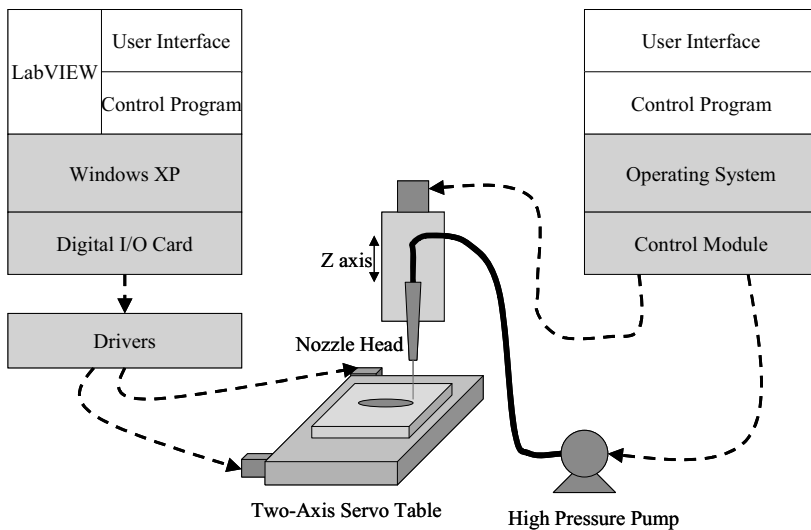 LabVIEW
User Interface
Control Program
Windows XP
Digital I/O Card
Drivers
User Interface
Control Program
Operating System
Control Module
Z axis
Nozzle Head
Two-Axis Servo Table
High Pressure Pump